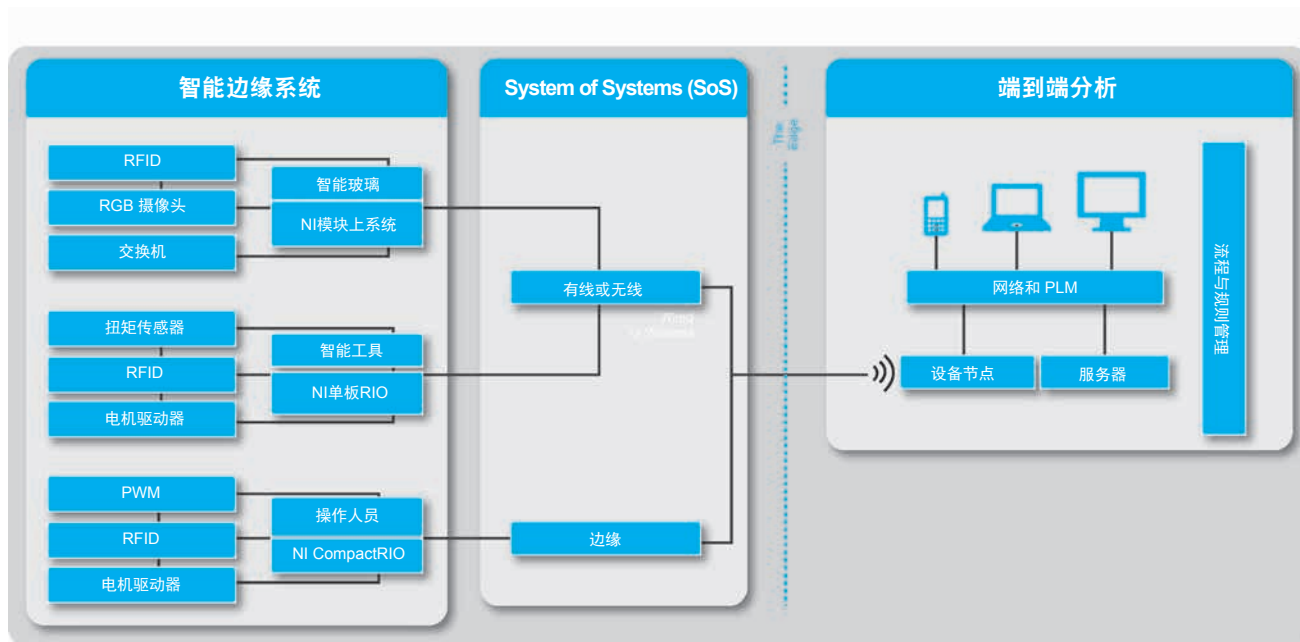 智能边缘系统
RFID
RGB 摄像头
交换机
智能玻璃
NI模块上系统
扭矩传感器
RFID
电机驱动器
智能工具
NI单板RIO
PWM
RFID
电机驱动器
操作人员
NI CompactRIO
System of Systems (SoS)
有线或无线
边缘
The
端到端分析
网络和 PLM
设备节点
服务器
流程与规则管理